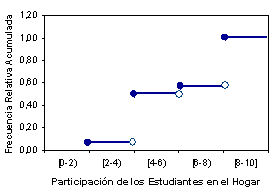 Frecuencia Relativa Acumulada
1,20
1,00
0,80
0,60
0,40
0,20
0,00
[0-2) [2-4) [4-6) [6-8) [8-10]
Participación de los Estudiantes en el Hogar